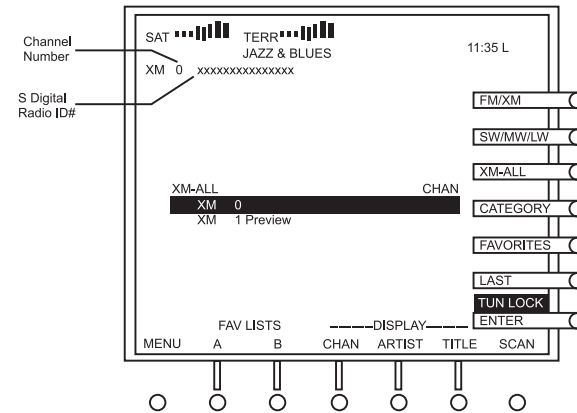 SAT TERR
JAZZ & BLUES
11:35 L
Channel
Number
XM 0 xxxxxxxxxxxxxxx
S Digital
Radio ID#
FM/XM
SW/MW/LW
XM-ALL
CATEGORY
FAVORITES
LAST
TUN LOCK
ENTER
XM-ALL CHAN
XM 0
XM 1 Preview
FAV LISTS ----DISPLAY----
MENU A B CHAN ARTIST TITLE SCAN